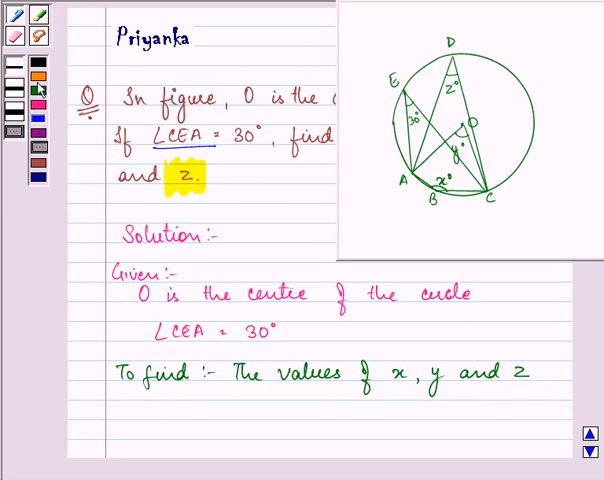 Priyanka
Q In figure, O is the c
If ∠CEA = 30°, find
and z.
Solution:-
Given:-
O is the centre of the circle
∠CEA = 30°
To find :- The values of x, y and z
D
E
z°
30°
O
y°
A
x°
B
C